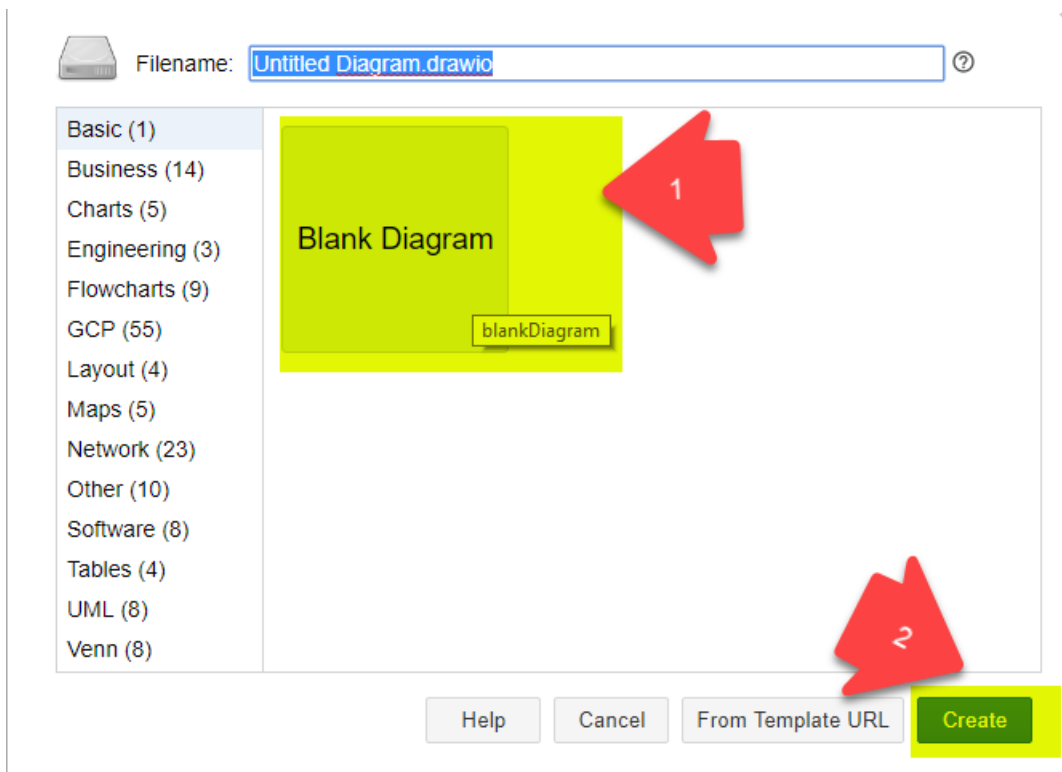 Filename: Untitled Diagram.drawio ?
Basic (1)
Business (14)
Charts (5)
Engineering (3)
Flowcharts (9)
GCP (55)
Layout (4)
Maps (5)
Network (23)
Other (10)
Software (8)
Tables (4)
UML (8)
Venn (8)
Blank Diagram
blankDiagram
1
2
Help Cancel From Template URL Create